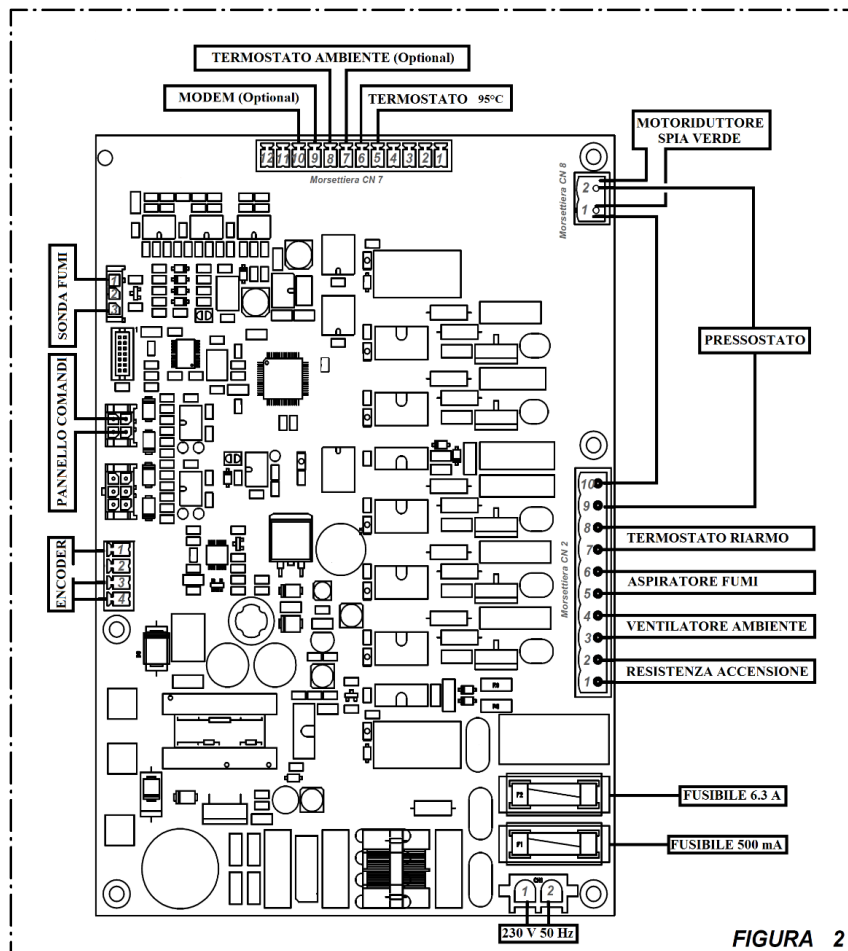 TERMOSTATO AMBIENTE (Optional)
MODEM (Optional)
TERMOSTATO 95°C
MOTORIDUTTORE
SPIA VERDE
12 11 10 9 8 7 6 5 4 3 2 1
Morsettiera CN 7
Morsettiera CN 8
2
1
SONDA FUMI
1
2
3
PRESSOSTATO
PANNELLO COMANDI
ENCODER
1
2
3
4
Morsettiera CN 2
10
9
8
7
6
5
4
3
2
1
TERMOSTATO RIARMO
ASPIRATORE FUMI
VENTILATORE AMBIENTE
RESISTENZA ACCENSIONE
F2
FUSIBILE 6.3 A
F1
FUSIBILE 500 mA
1 2
230 V 50 Hz
FIGURA 2